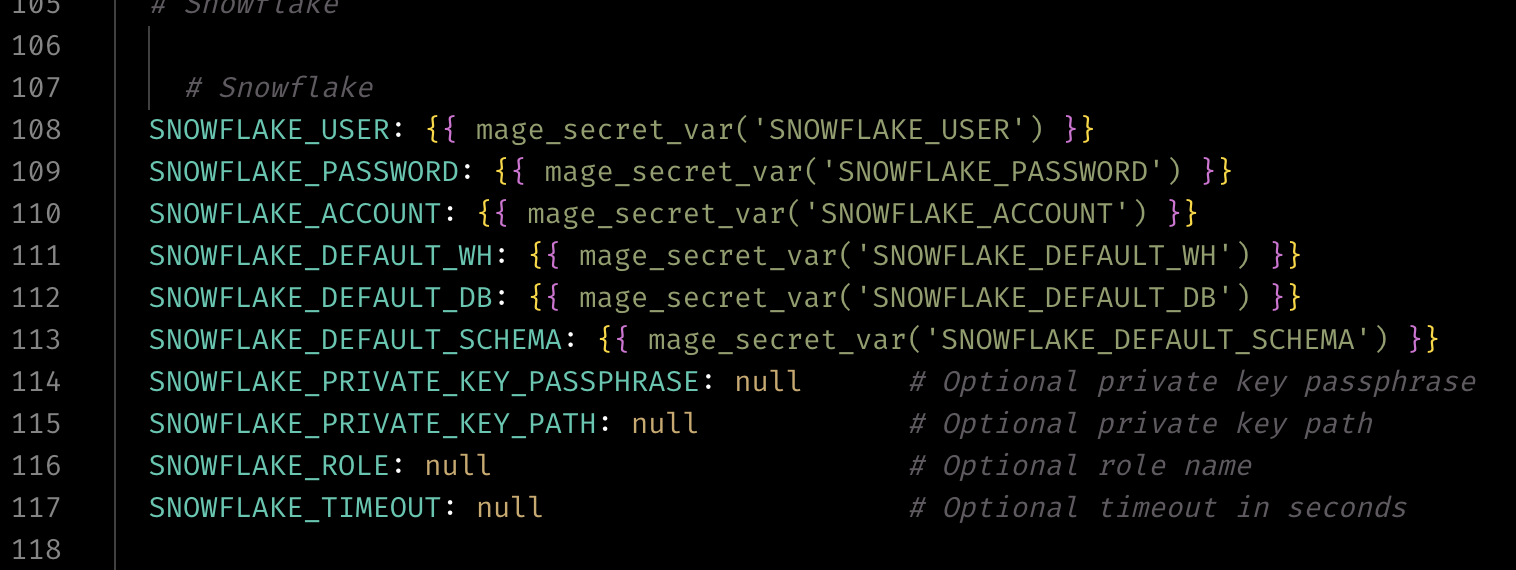 105 # Snowflake
106
107 # Snowflake
108 SNOWFLAKE_USER: {{ mage_secret_var('SNOWFLAKE_USER') }}
109 SNOWFLAKE_PASSWORD: {{ mage_secret_var('SNOWFLAKE_PASSWORD') }}
110 SNOWFLAKE_ACCOUNT: {{ mage_secret_var('SNOWFLAKE_ACCOUNT') }}
111 SNOWFLAKE_DEFAULT_WH: {{ mage_secret_var('SNOWFLAKE_DEFAULT_WH') }}
112 SNOWFLAKE_DEFAULT_DB: {{ mage_secret_var('SNOWFLAKE_DEFAULT_DB') }}
113 SNOWFLAKE_DEFAULT_SCHEMA: {{ mage_secret_var('SNOWFLAKE_DEFAULT_SCHEMA') }}
114 SNOWFLAKE_PRIVATE_KEY_PASSPHRASE: null # Optional private key passphrase
115 SNOWFLAKE_PRIVATE_KEY_PATH: null # Optional private key path
116 SNOWFLAKE_ROLE: null # Optional role name
117 SNOWFLAKE_TIMEOUT: null # Optional timeout in seconds
118